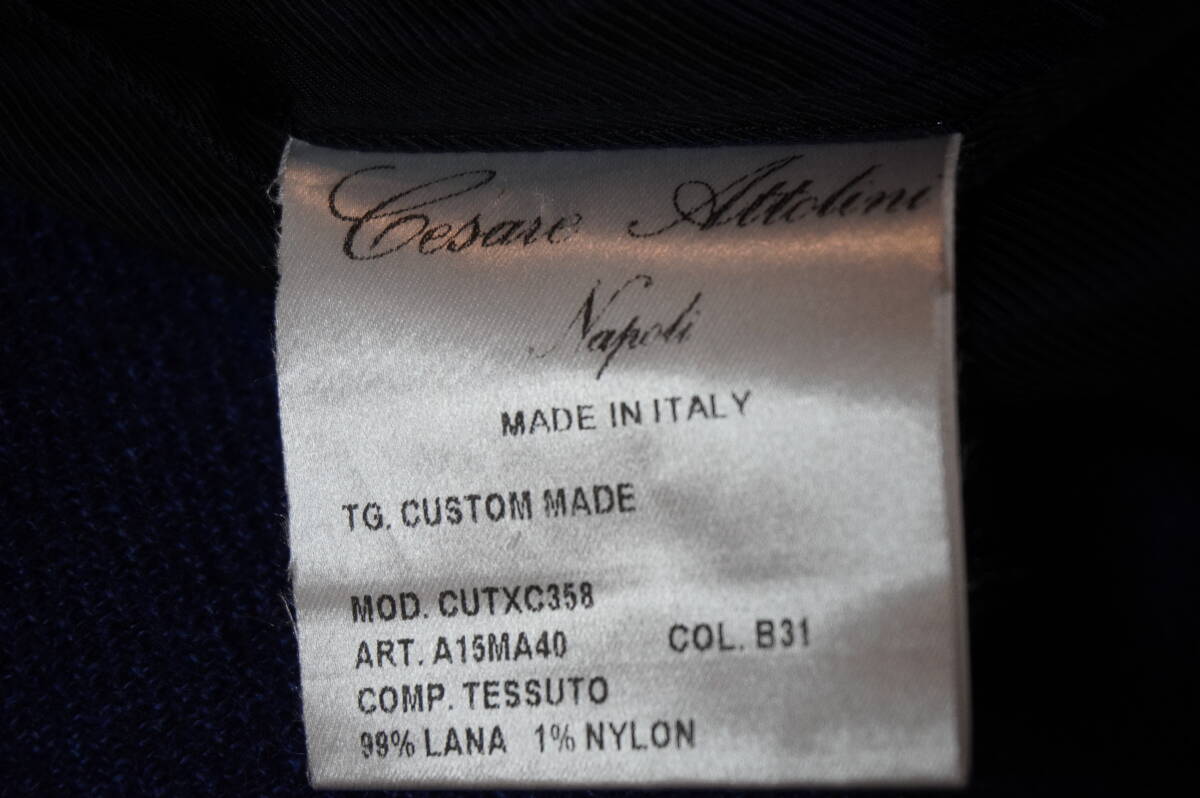 Cesare Attolini
Napoli
MADE IN ITALY
TG. CUSTOM MADE
MOD. CUTXC358
ART. A15MA40 COL. B31
COMP. TESSUTO
99% LANA 1% NYLON